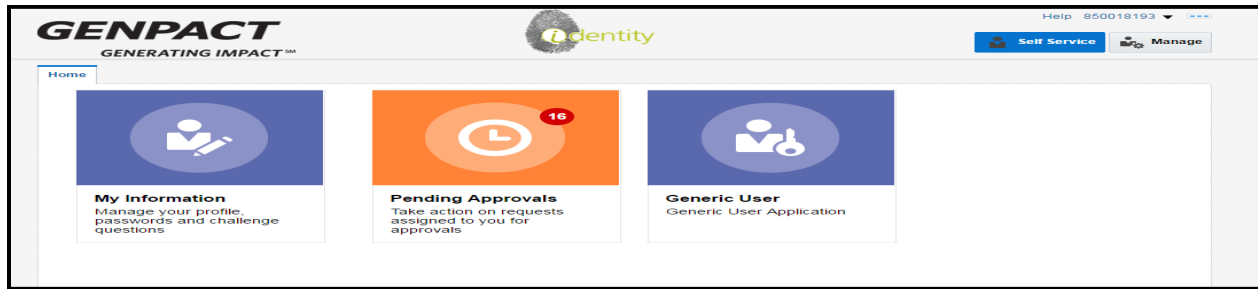 GENPACT
GENERATING IMPACT℠
identity
Help 850018193
Self Service
Manage
Home
16
My Information
Manage your profile,
passwords and challenge
questions
Pending Approvals
Take action on requests
assigned to you for
approvals
Generic User
Generic User Application